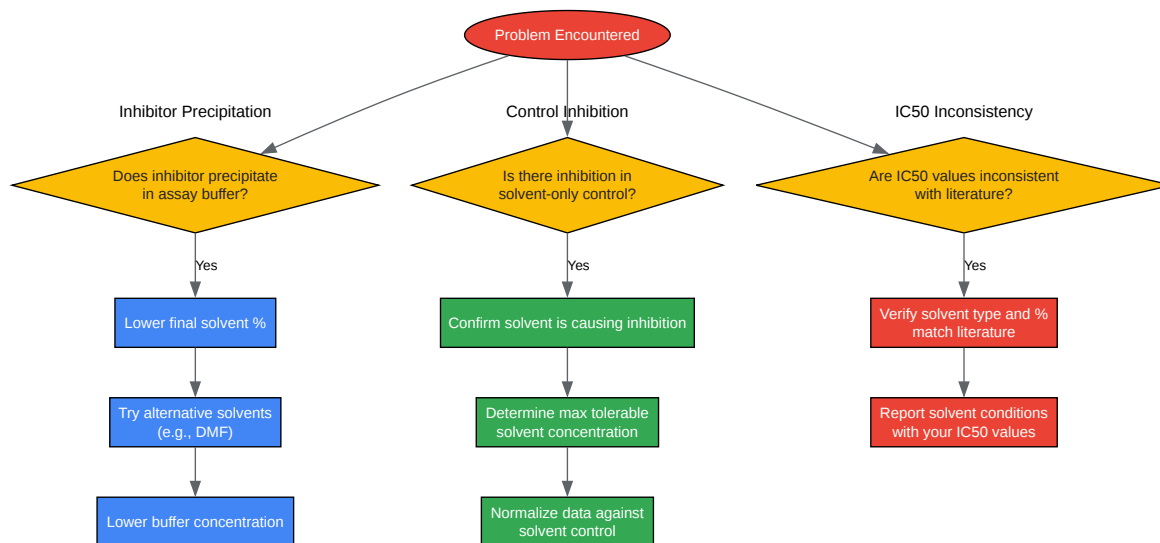 Problem Encountered
Inhibitor Precipitation
Control Inhibition
IC50 Inconsistency
Does inhibitor precipitate
in assay buffer?
Is there inhibition in
solvent-only control?
Are IC50 values inconsistent
with literature?
Yes
Yes
Yes
Lower final solvent %
Confirm solvent is causing inhibition
Verify solvent type and %
match literature
Try alternative solvents
(e.g., DMF)
Determine max tolerable
solvent concentration
Report solvent conditions
with your IC50 values
Lower buffer concentration
Normalize data against
solvent control